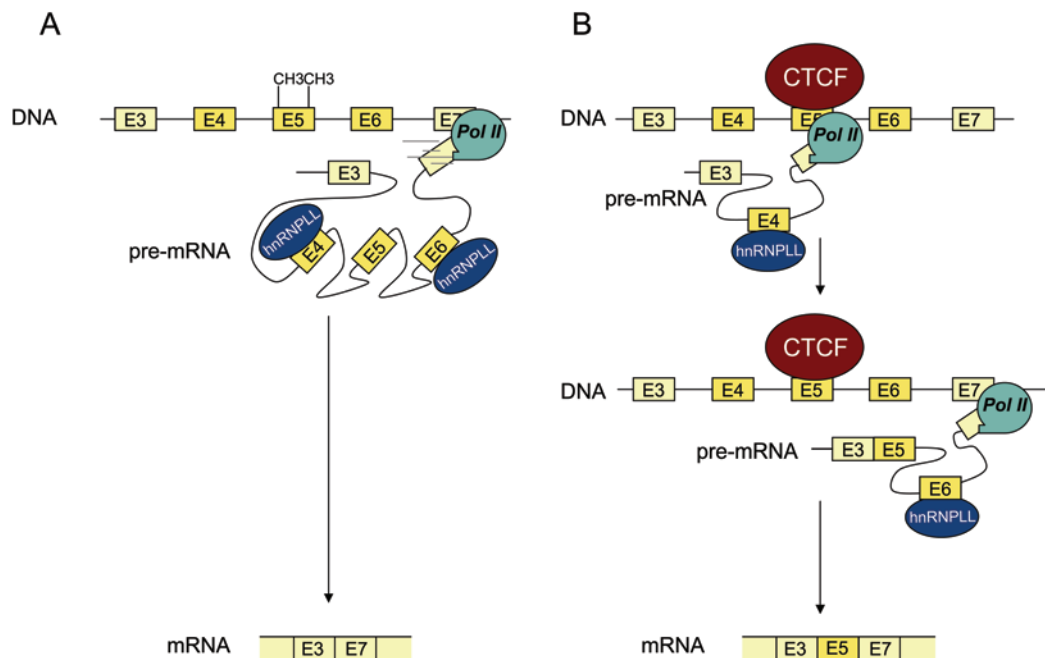 A
CH3CH3
DNA E3 E4 E5 E6 E7 Pol II
E3
pre-mRNA hnRNPLL E4 E5 E6 hnRNPLL
mRNA E3 E7
B
CTCF
DNA E3 E4 E5 E6 E7
Pol II
pre-mRNA E3
E4
hnRNPLL
CTCF
DNA E3 E4 E5 E6 E7 Pol II
pre-mRNA E3 E5
E6
hnRNPLL
mRNA E3 E5 E7